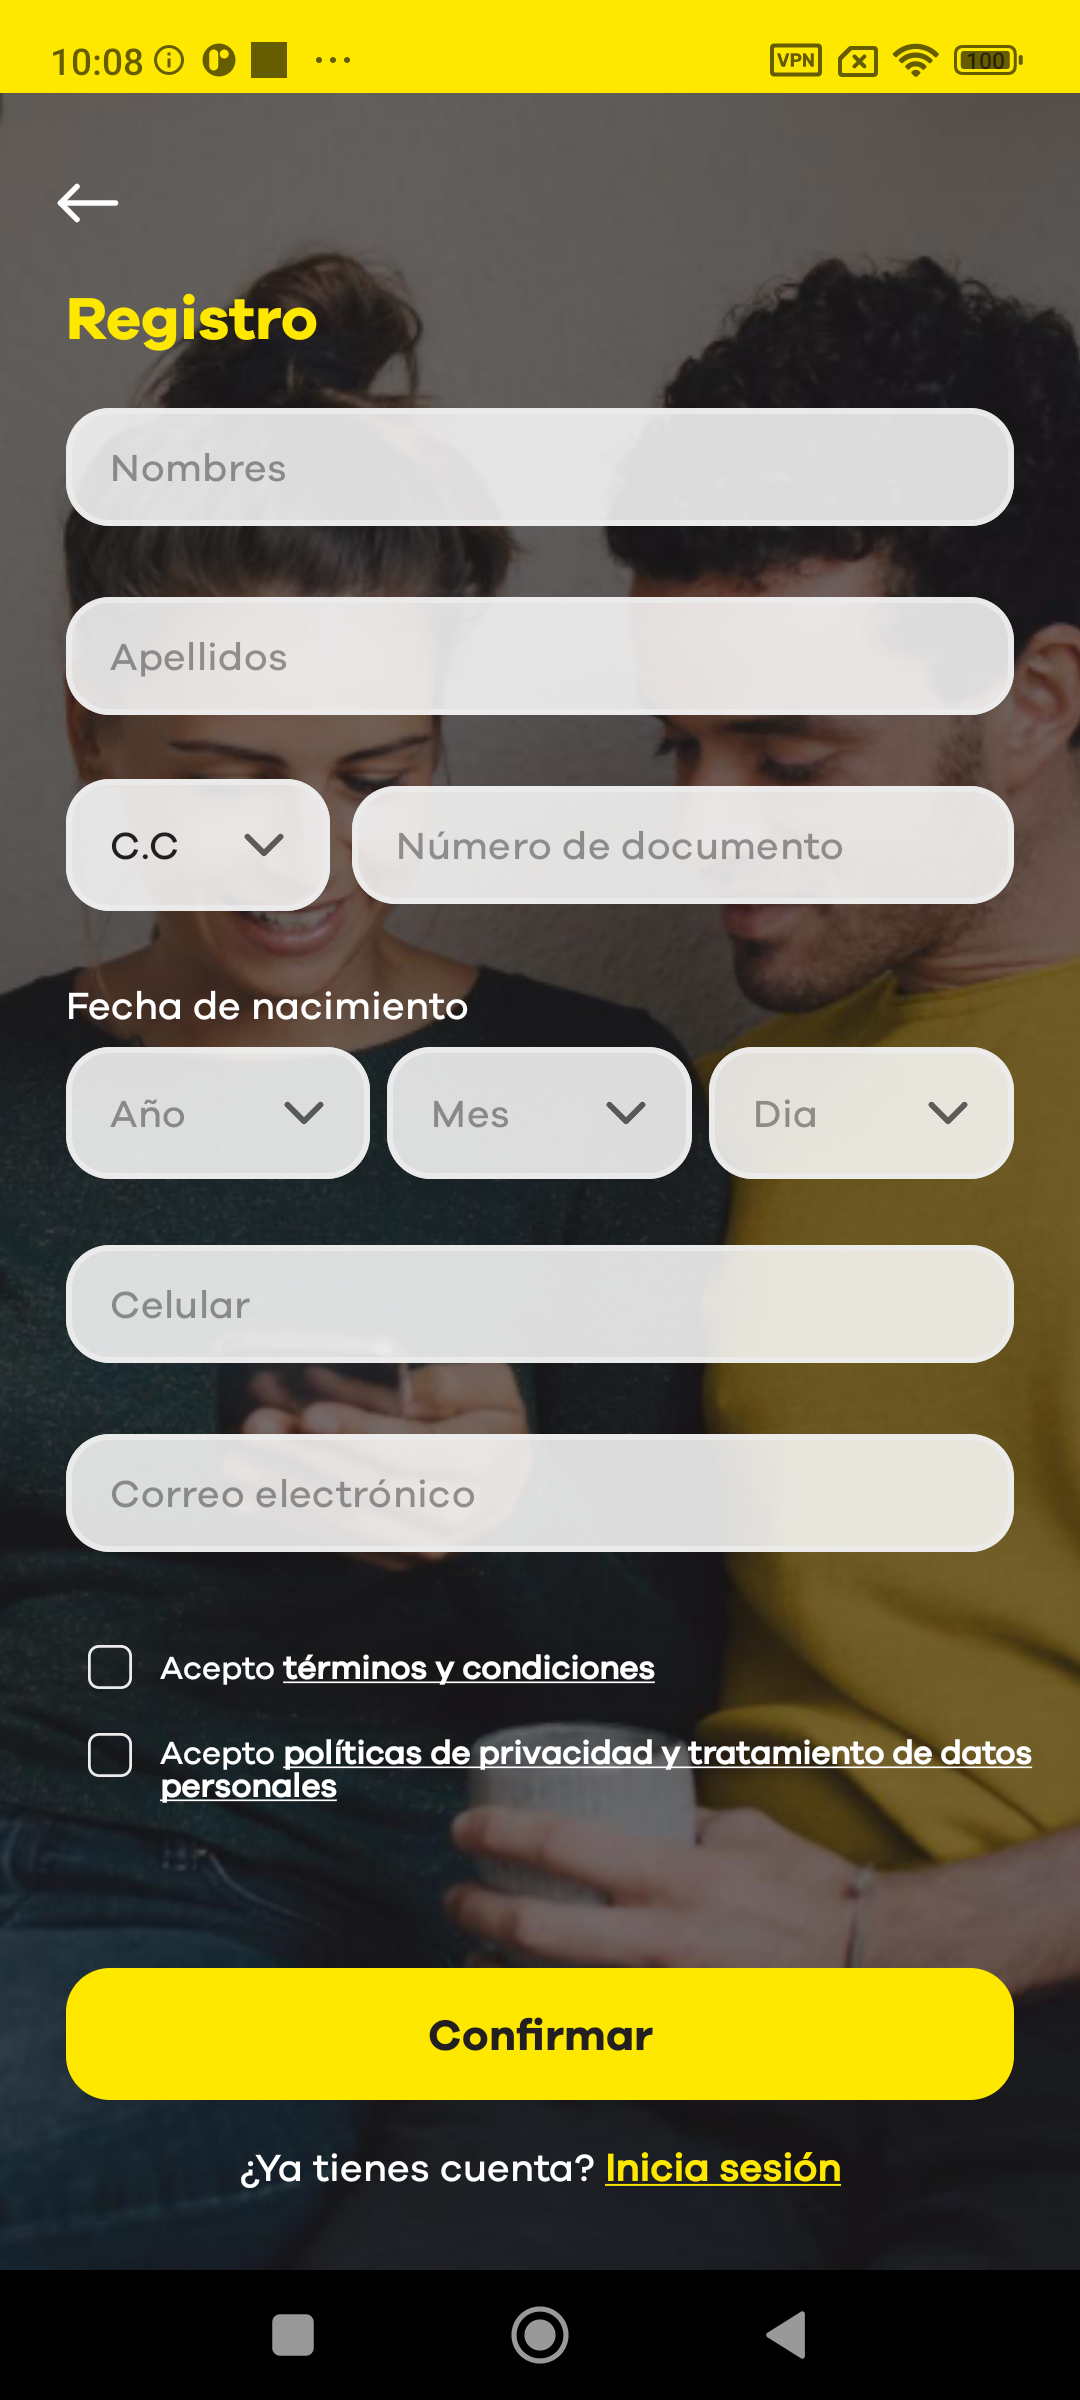 10:08
VPN
100
Registro
Nombres
Apellidos
C.C
Número de documento
Fecha de nacimiento
Año
Mes
Dia
Celular
Correo electrónico
Acepto términos y condiciones
Acepto políticas de privacidad y tratamiento de datos
personales
Confirmar
¿Ya tienes cuenta? Inicia sesión